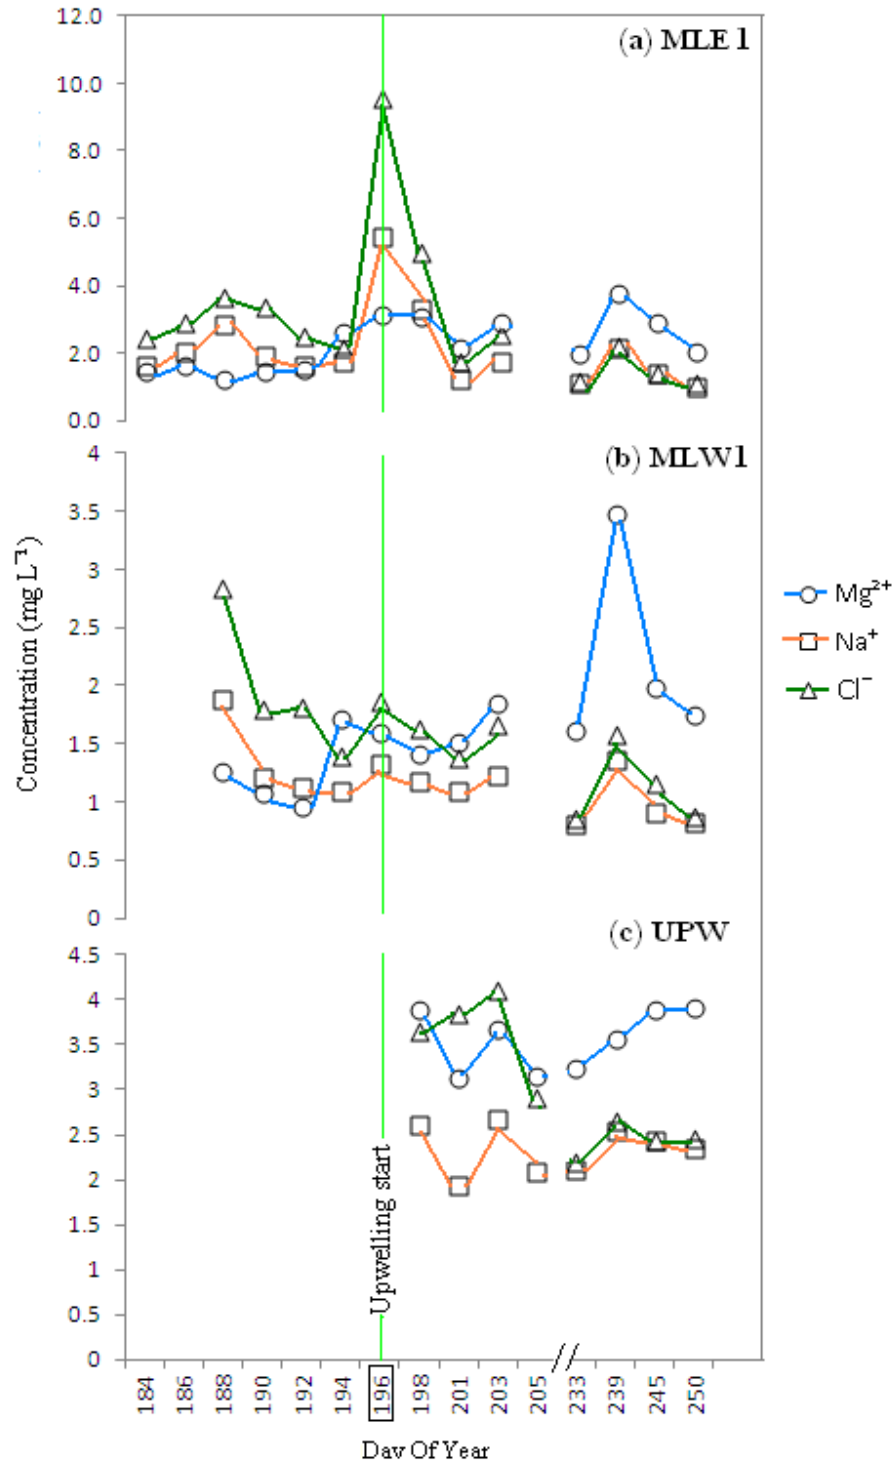 12.0
(a) MLE 1
10.0
8.0
6.0
4.0
2.0
0.0
4
(b) MLW1
3.5
3
2.5
2
1.5
1
0.5
0
Concentration (mg L⁻¹)
Mg²⁺
Na⁺
Cl⁻
(c) UPW
4.5
4
3.5
3
2.5
2
1.5
1
0.5
0
Upwelling start
184 186 188 190 192 194 196 198 201 203 205 // 233 239 245 250
Day Of Year